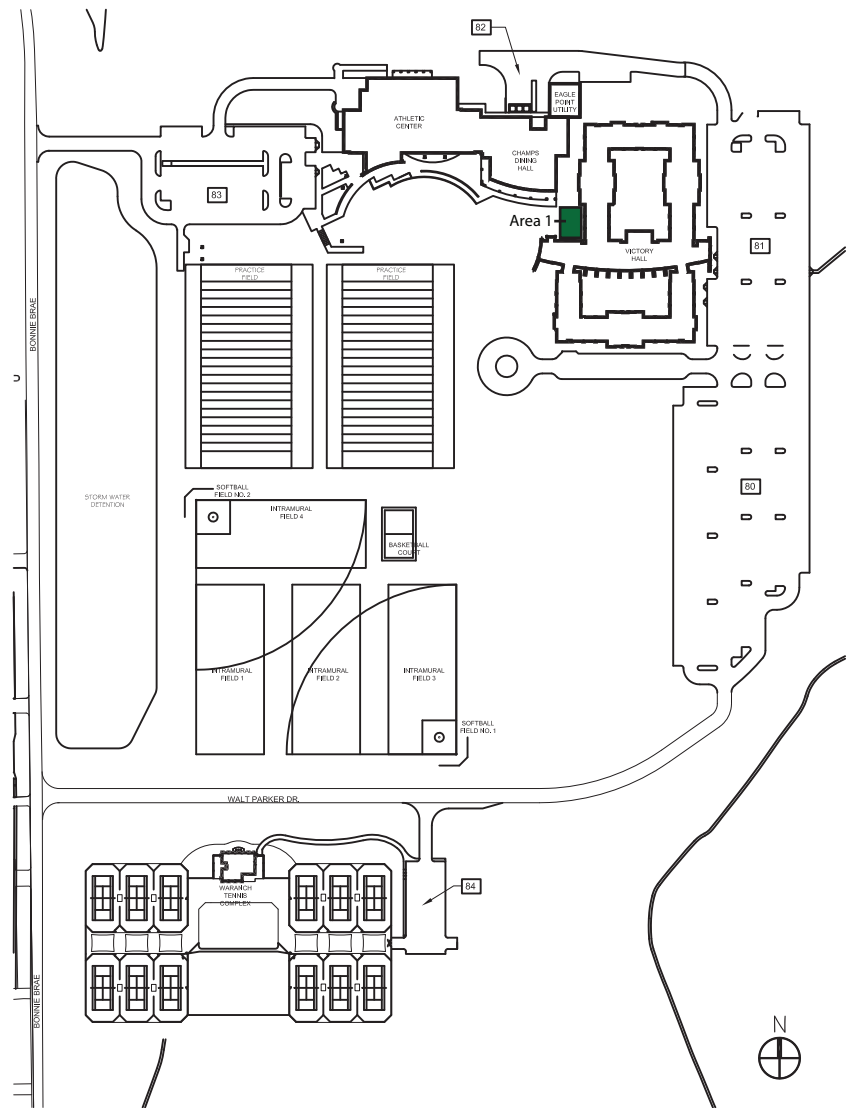 82
EAGLE
POINT
UTILITY
ATHLETIC
CENTER
CHAMPS
DINING
HALL
83
Area 1
VICTORY
HALL
81
PRACTICE
FIELD
PRACTICE
FIELD
BONNIE BRAE
STORM WATER
DETENTION
SOFTBALL
FIELD NO. 2
INTRAMURAL
FIELD 4
BASKETBALL
COURT
80
INTRAMURAL
FIELD 1
INTRAMURAL
FIELD 2
INTRAMURAL
FIELD 3
SOFTBALL
FIELD NO. 1
WALT PARKER DR.
WARANCH
TENNIS
COMPLEX
84
BONNIE BRAE
N